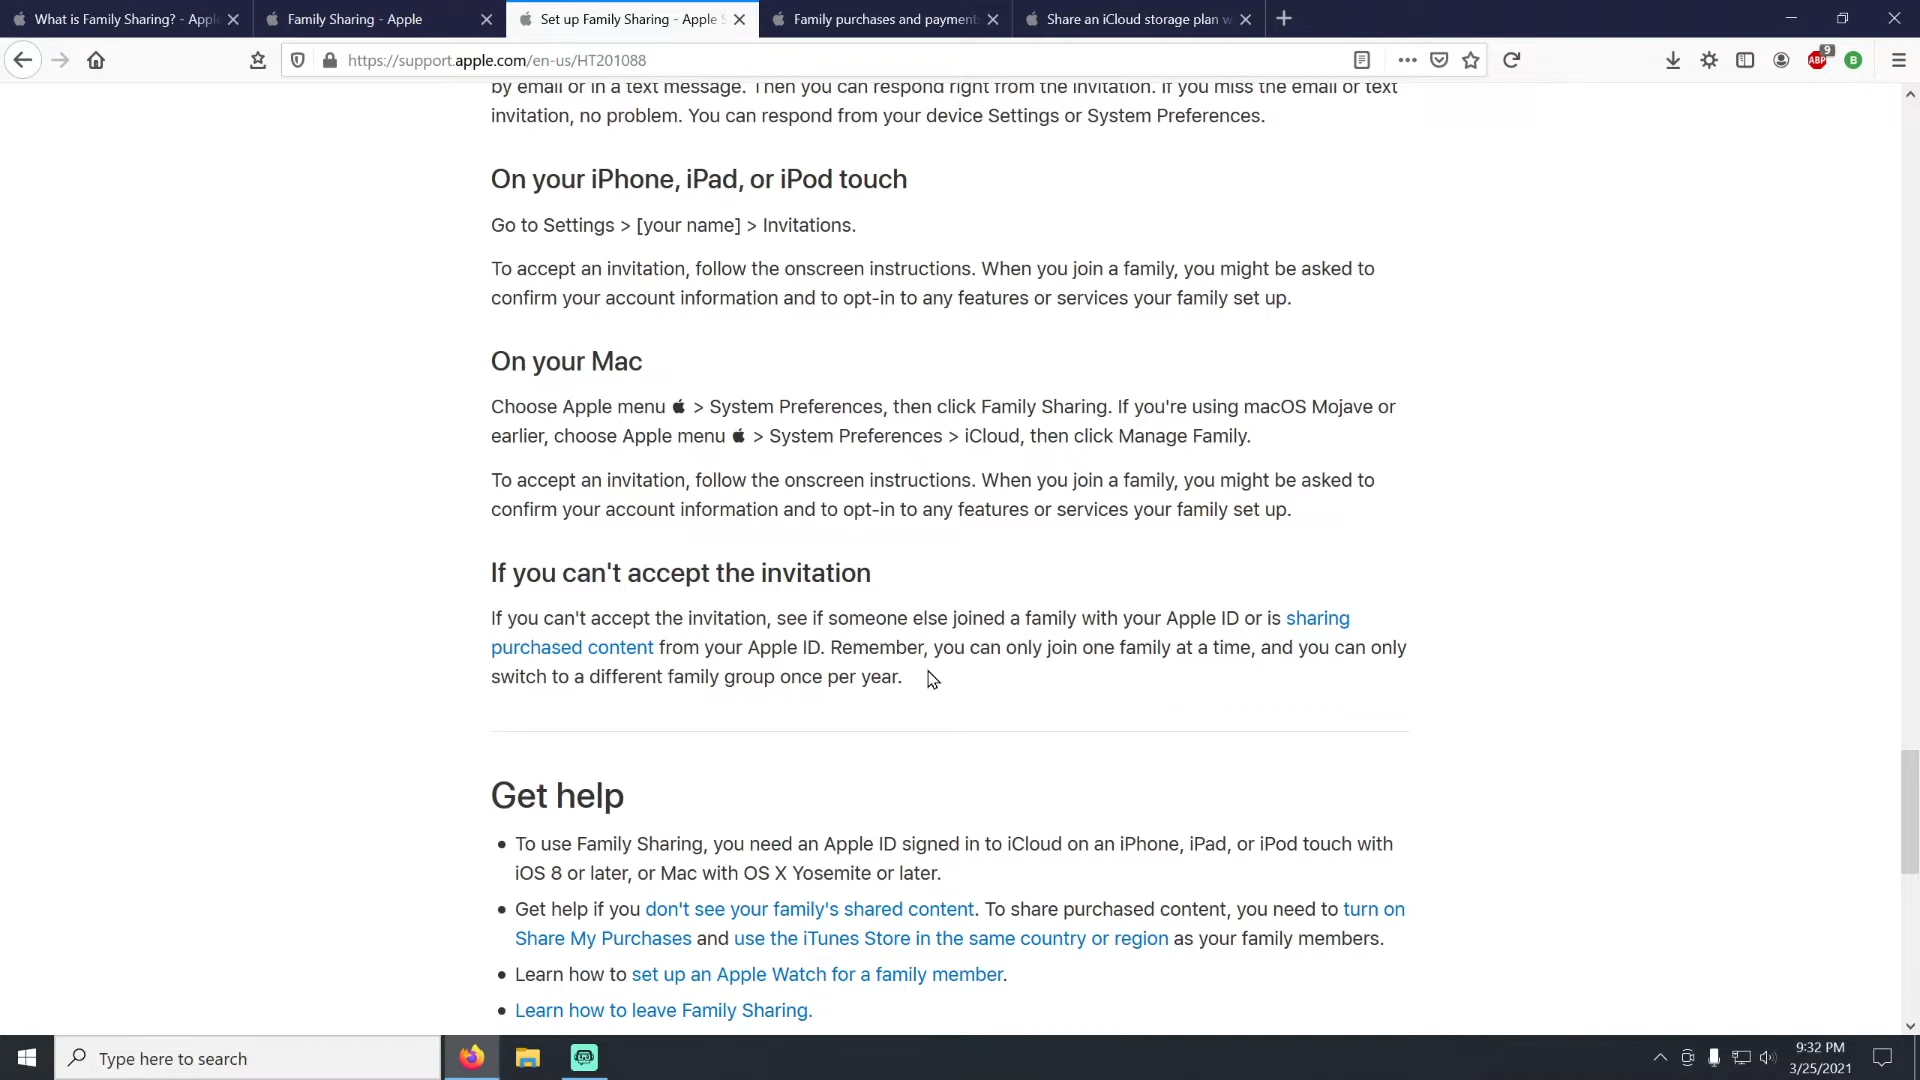 What is Family Sharing? - Apple
Family Sharing - Apple
Set up Family Sharing - Apple S
Family purchases and payment
Share an iCloud storage plan w
https://support.apple.com/en-us/HT201088
9
ABP
B
by email or in a text message. Then you can respond right from the invitation. If you miss the email or text
invitation, no problem. You can respond from your device Settings or System Preferences.
On your iPhone, iPad, or iPod touch
Go to Settings > [your name] > Invitations.
To accept an invitation, follow the onscreen instructions. When you join a family, you might be asked to
confirm your account information and to opt-in to any features or services your family set up.
On your Mac
Choose Apple menu > System Preferences, then click Family Sharing. If you're using macOS Mojave or
earlier, choose Apple menu > System Preferences > iCloud, then click Manage Family.
To accept an invitation, follow the onscreen instructions. When you join a family, you might be asked to
confirm your account information and to opt-in to any features or services your family set up.
If you can't accept the invitation
If you can't accept the invitation, see if someone else joined a family with your Apple ID or is sharing
purchased content from your Apple ID. Remember, you can only join one family at a time, and you can only
switch to a different family group once per year.
Get help
• To use Family Sharing, you need an Apple ID signed in to iCloud on an iPhone, iPad, or iPod touch with
iOS 8 or later, or Mac with OS X Yosemite or later.
• Get help if you don't see your family's shared content. To share purchased content, you need to turn on
Share My Purchases and use the iTunes Store in the same country or region as your family members.
• Learn how to set up an Apple Watch for a family member.
• Learn how to leave Family Sharing.
Type here to search
9:32 PM
3/25/2021